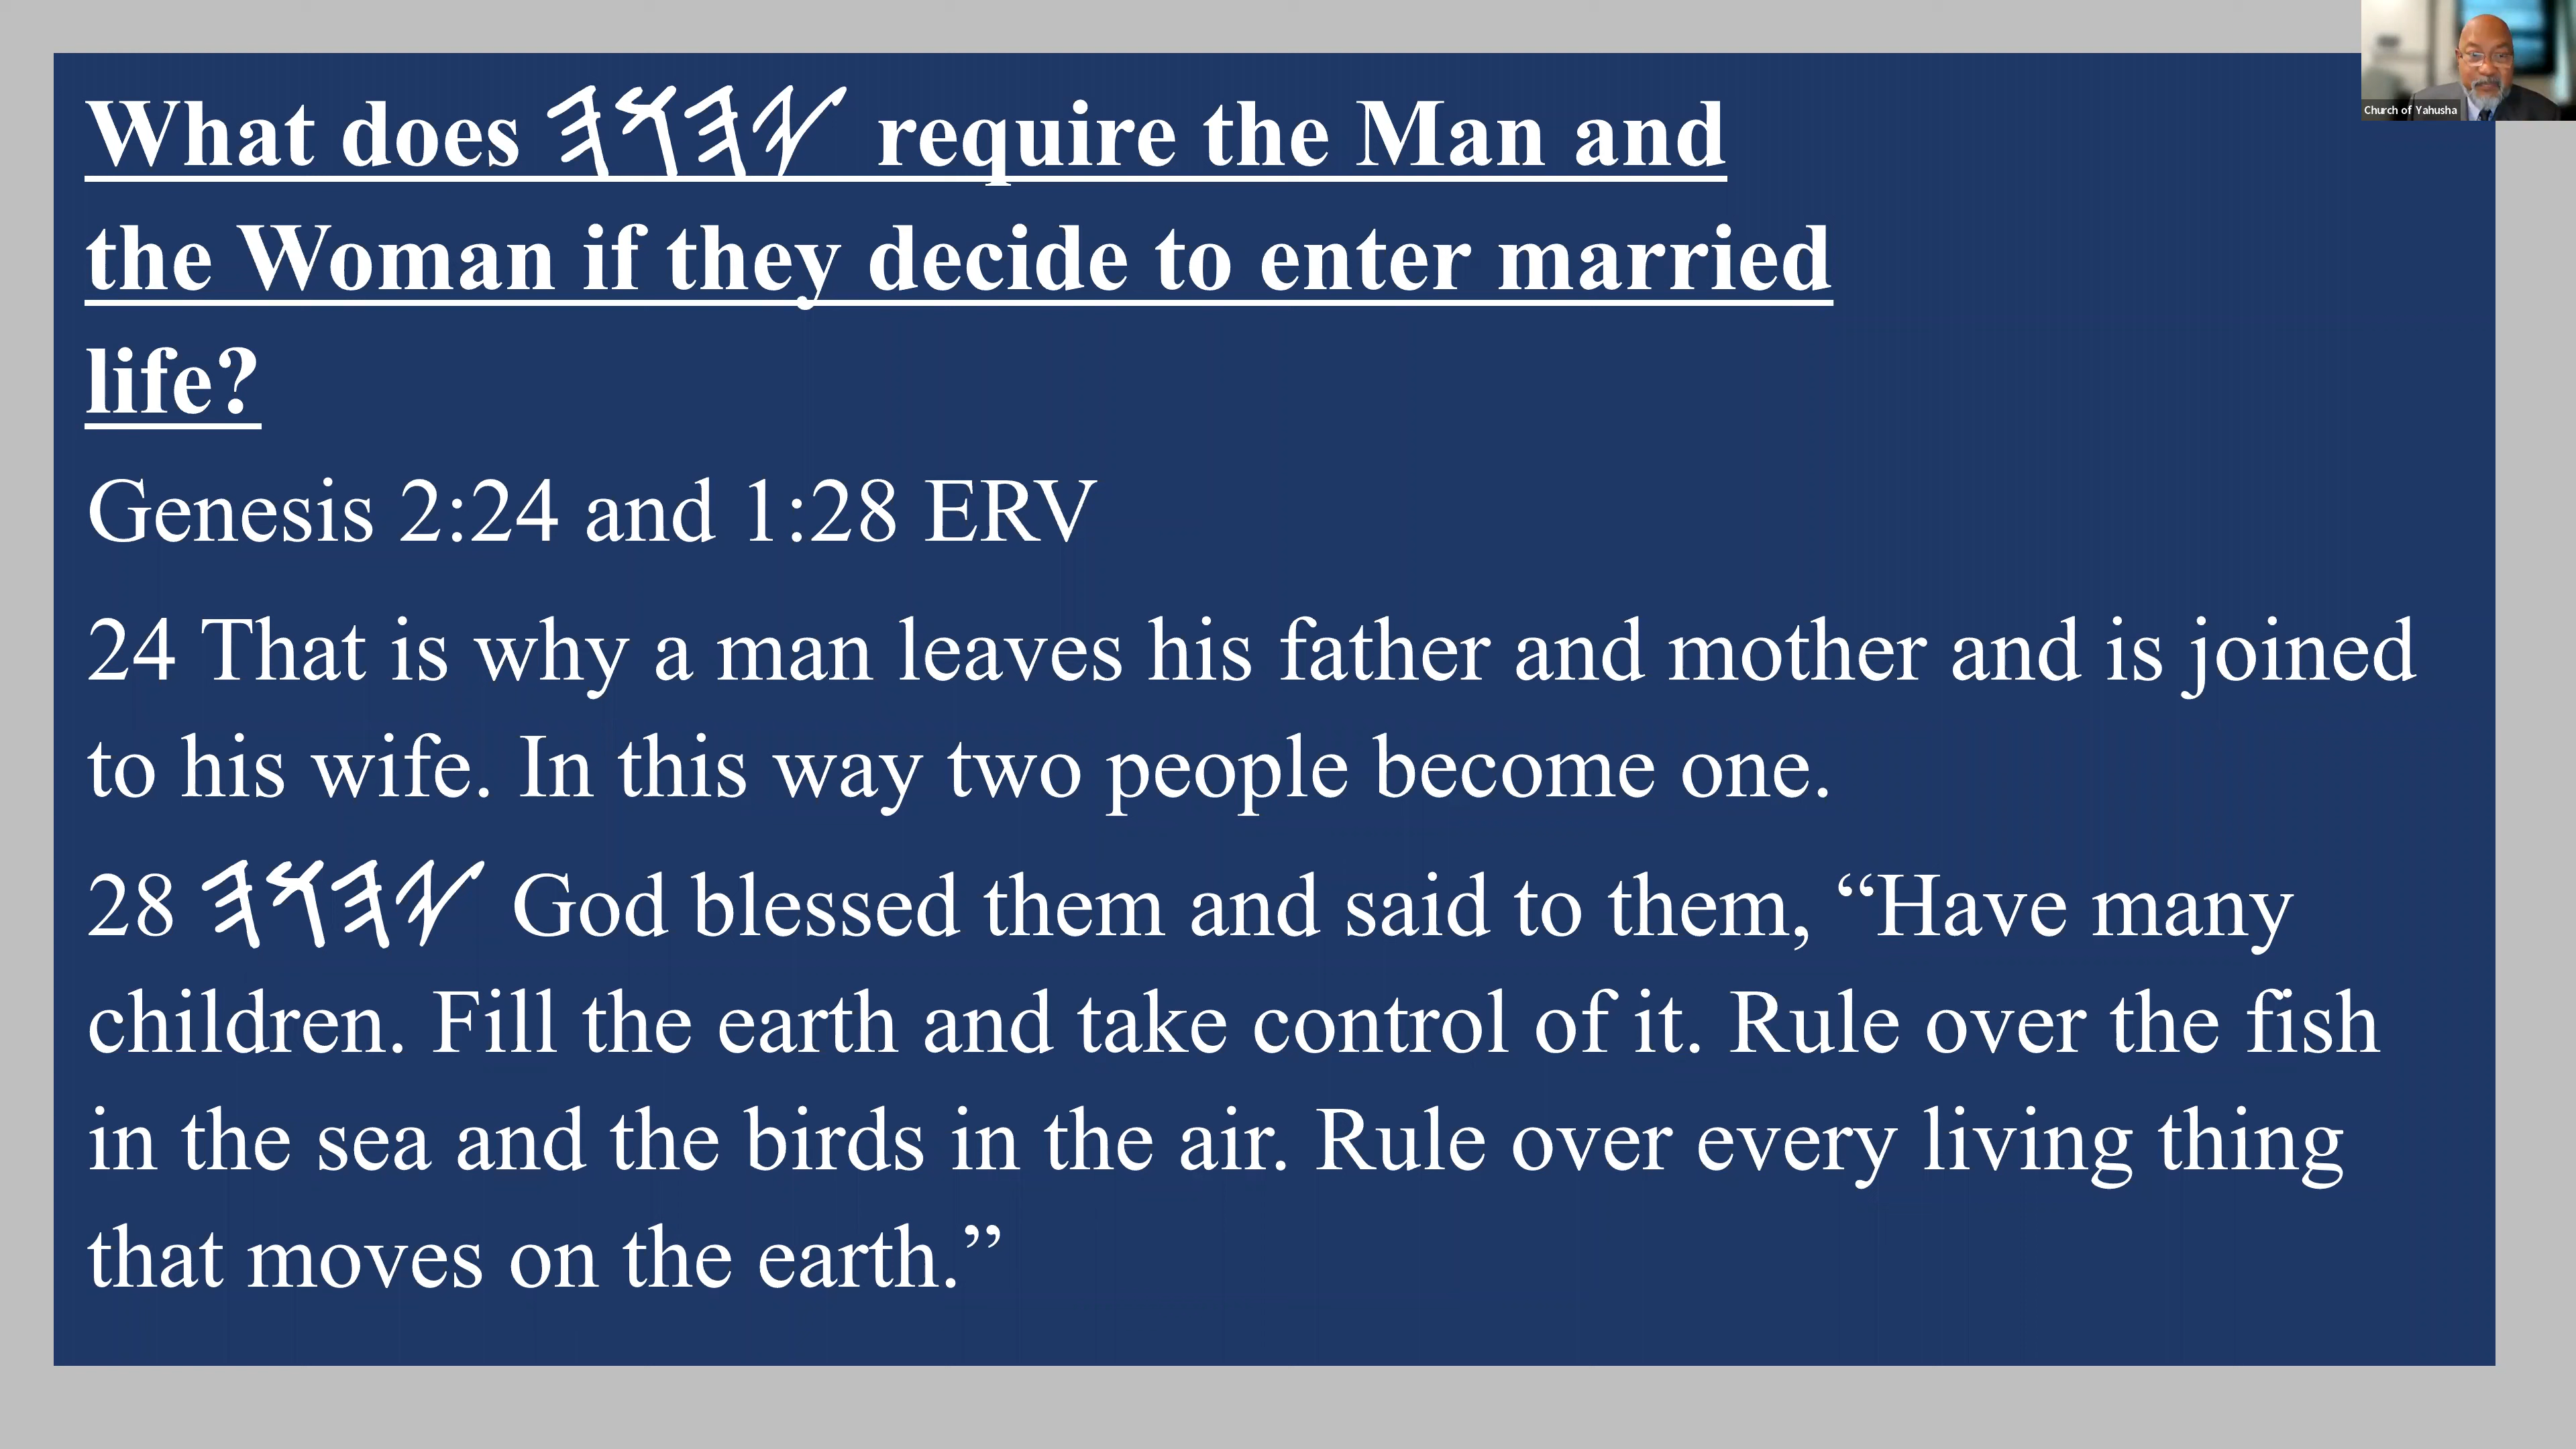 What does 𐤉𐤄𐤅𐤄 require the Man and
the Woman if they decide to enter married
life?
Genesis 2:24 and 1:28 ERV
24 That is why a man leaves his father and mother and is joined
to his wife. In this way two people become one.
28 𐤉𐤄𐤅𐤄 God blessed them and said to them, “Have many
children. Fill the earth and take control of it. Rule over the fish
in the sea and the birds in the air. Rule over every living thing
that moves on the earth.”
Church of Yahusha